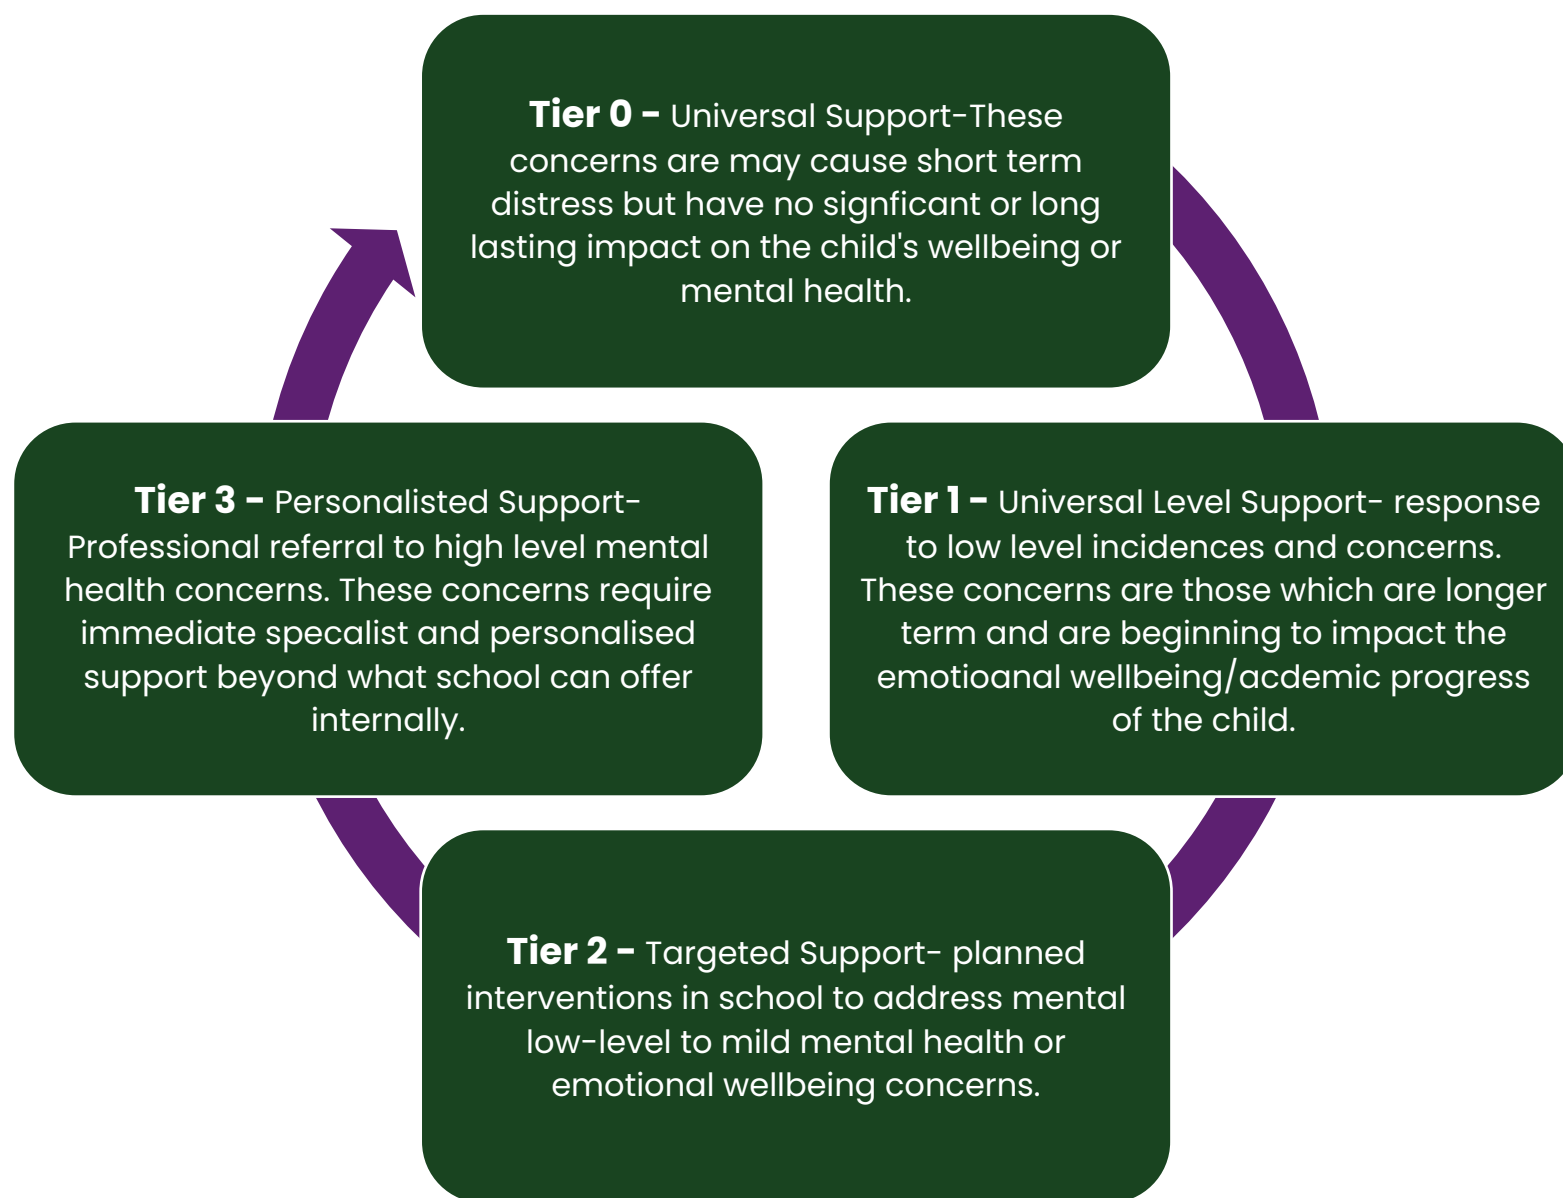 Tier 0 - Universal Support-These
concerns are may cause short term
distress but have no signficant or long
lasting impact on the child's wellbeing or
mental health.
Tier 1 - Universal Level Support- response
to low level incidences and concerns.
These concerns are those which are longer
term and are beginning to impact the
emotioanal wellbeing/acdemic progress
of the child.
Tier 2 - Targeted Support- planned
interventions in school to address mental
low-level to mild mental health or
emotional wellbeing concerns.
Tier 3 - Personalisted Support-
Professional referral to high level mental
health concerns. These concerns require
immediate specalist and personalised
support beyond what school can offer
internally.